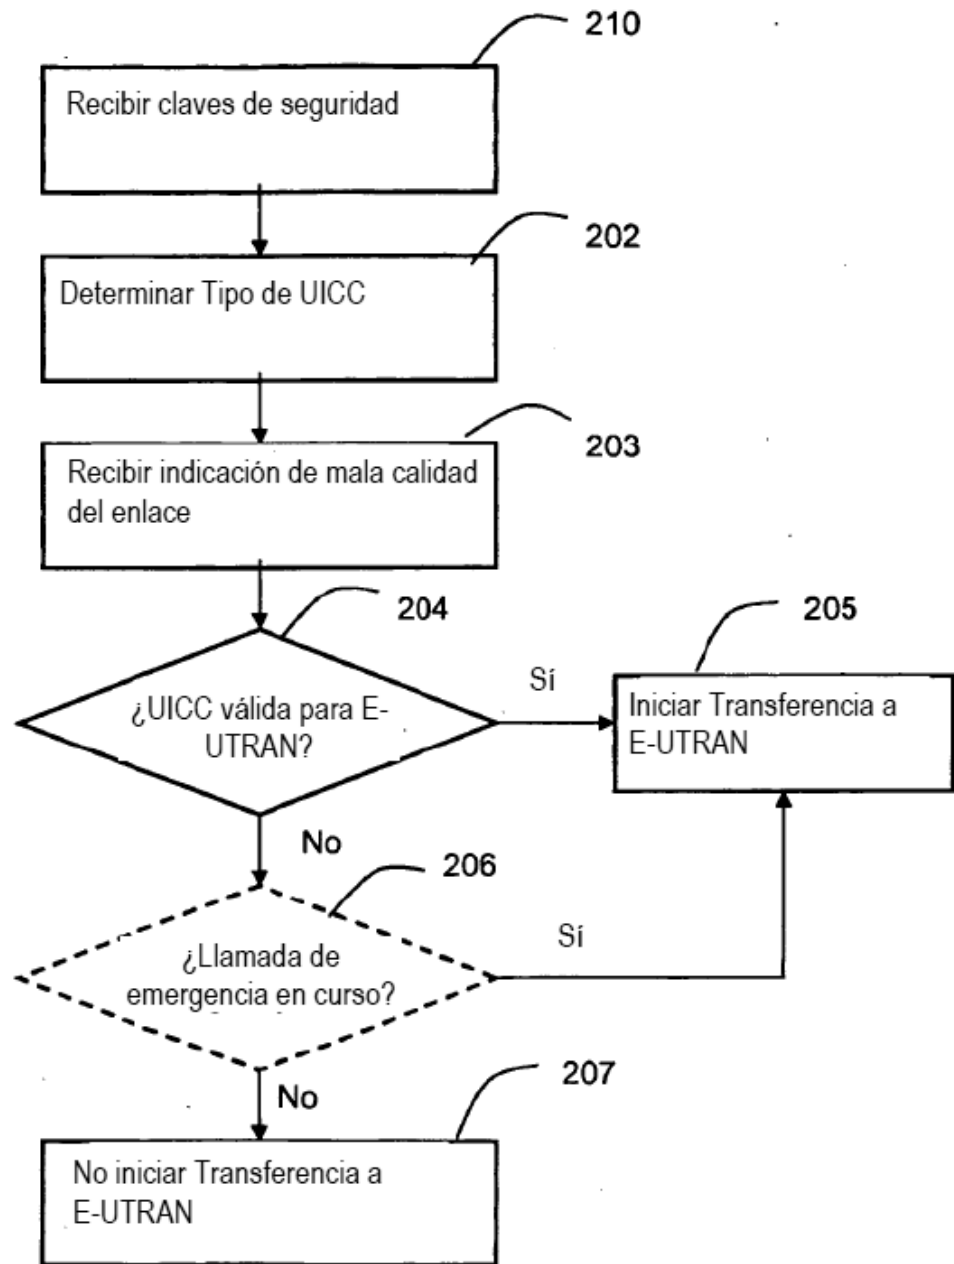 210
Recibir claves de seguridad
202
Determinar Tipo de UICC
203
Recibir indicación de mala calidad
del enlace
204
205
¿UICC válida para E-
UTRAN?
Sí
Iniciar Transferencia a
E-UTRAN
No
206
¿Llamada de
emergencia en curso?
Sí
No
207
No iniciar Transferencia a
E-UTRAN